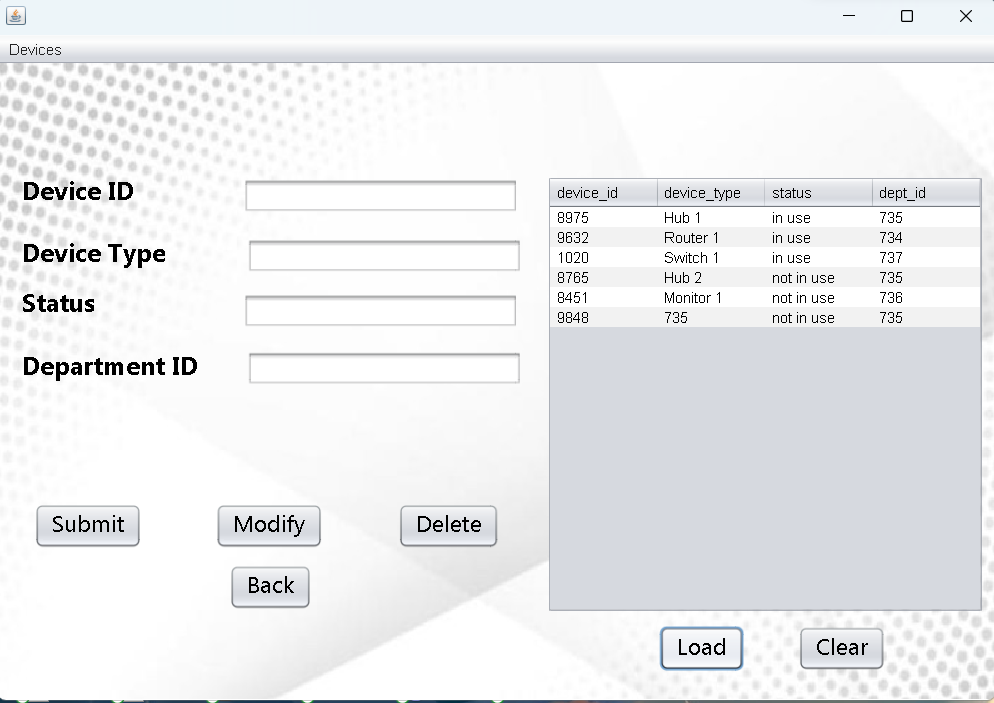 Devices
Device ID
Device Type
Status
Department ID
Submit Modify Delete
Back
device_id device_type status dept_id
8975 Hub 1 in use 735
9632 Router 1 in use 734
1020 Switch 1 in use 737
8765 Hub 2 not in use 735
8451 Monitor 1 not in use 736
9848 735 not in use 735
Load Clear